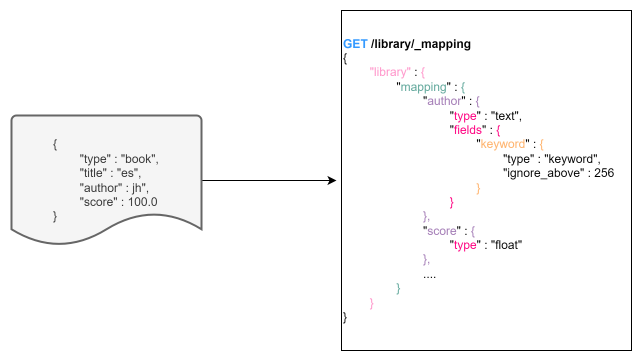 {
"type" : "book",
"title" : "es",
"author" : jh",
"score" : 100.0
}
GET /library/_mapping
{
"library" : {
"mapping" : {
"author" : {
"type" : "text",
"fields" : {
"keyword" : {
"type" : "keyword",
"ignore_above" : 256
}
}
},
"score" : {
"type" : "float"
},
....
}
}
}